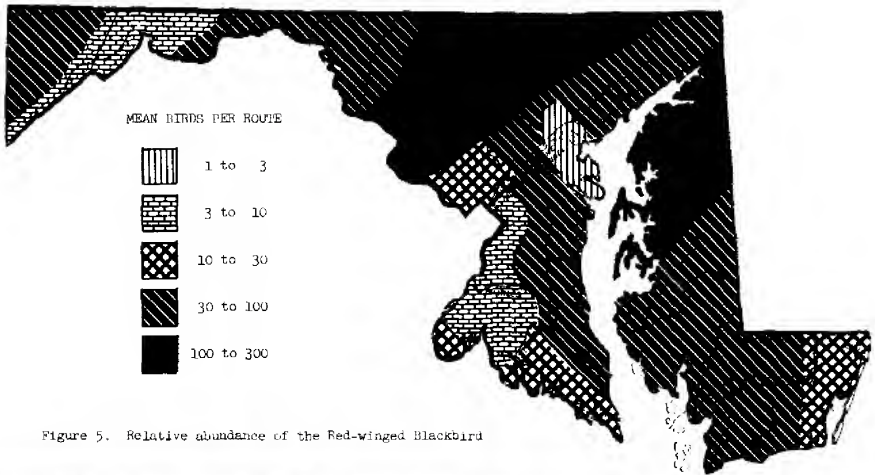 MEAN BIRDS PER ROUTE
1 to 3
3 to 10
10 to 30
30 to 100
100 to 300
Figure 5. Relative abundance of the Red-winged Blackbird